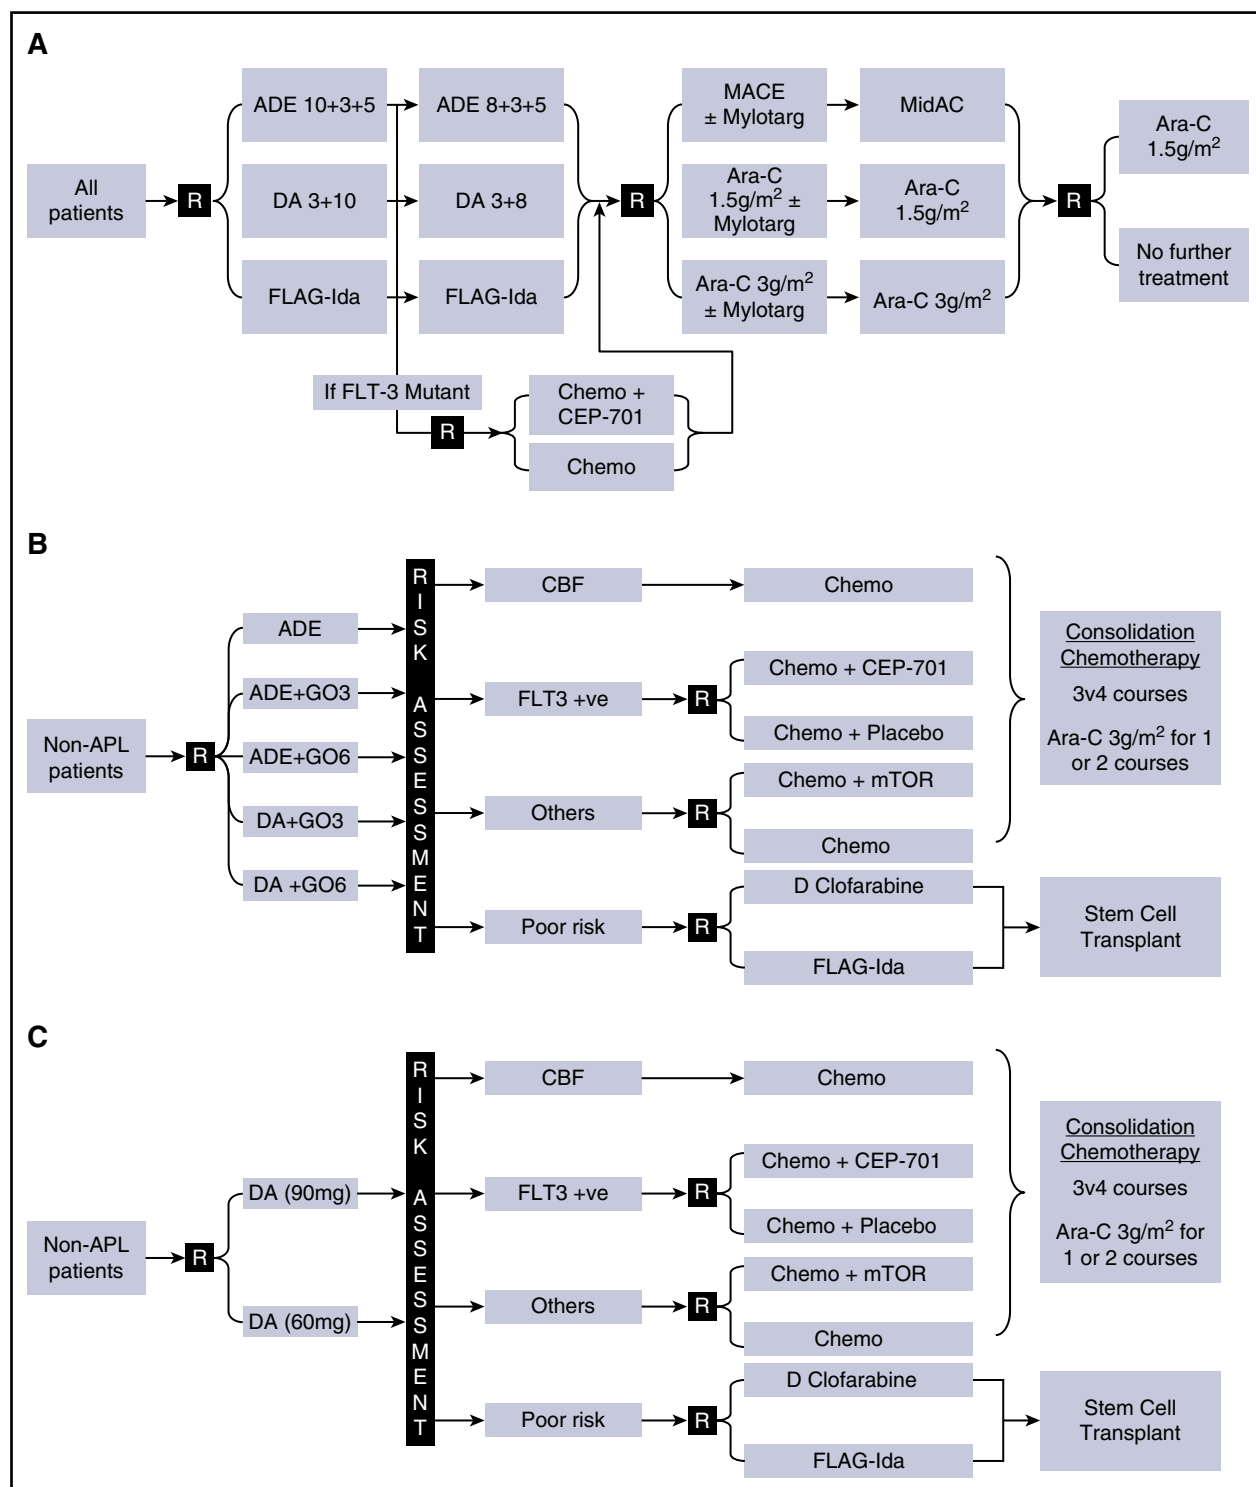 A
All
patients
R
ADE 10+3+5
DA 3+10
FLAG-Ida
ADE 8+3+5
DA 3+8
FLAG-Ida
If FLT-3 Mutant
R
Chemo +
CEP-701
Chemo
R
MACE
± Mylotarg
Ara-C
1.5g/m² ±
Mylotarg
Ara-C 3g/m²
± Mylotarg
MidAC
Ara-C
1.5g/m²
Ara-C 3g/m²
R
Ara-C
1.5g/m²
No further
treatment
B
Non-APL
patients
R
ADE
ADE+GO3
ADE+GO6
DA+GO3
DA +GO6
RISK ASSESSMENT
CBF
Chemo
FLT3 +ve
R
Chemo + CEP-701
Chemo + Placebo
Others
R
Chemo + mTOR
Chemo
Poor risk
R
D Clofarabine
FLAG-Ida
Consolidation
Chemotherapy
3v4 courses
Ara-C 3g/m² for 1
or 2 courses
Stem Cell
Transplant
C
Non-APL
patients
R
DA (90mg)
DA (60mg)
RISK ASSESSMENT
CBF
Chemo
FLT3 +ve
R
Chemo + CEP-701
Chemo + Placebo
Others
R
Chemo + mTOR
Chemo
Poor risk
R
D Clofarabine
FLAG-Ida
Consolidation
Chemotherapy
3v4 courses
Ara-C 3g/m² for
1 or 2 courses
Stem Cell
Transplant